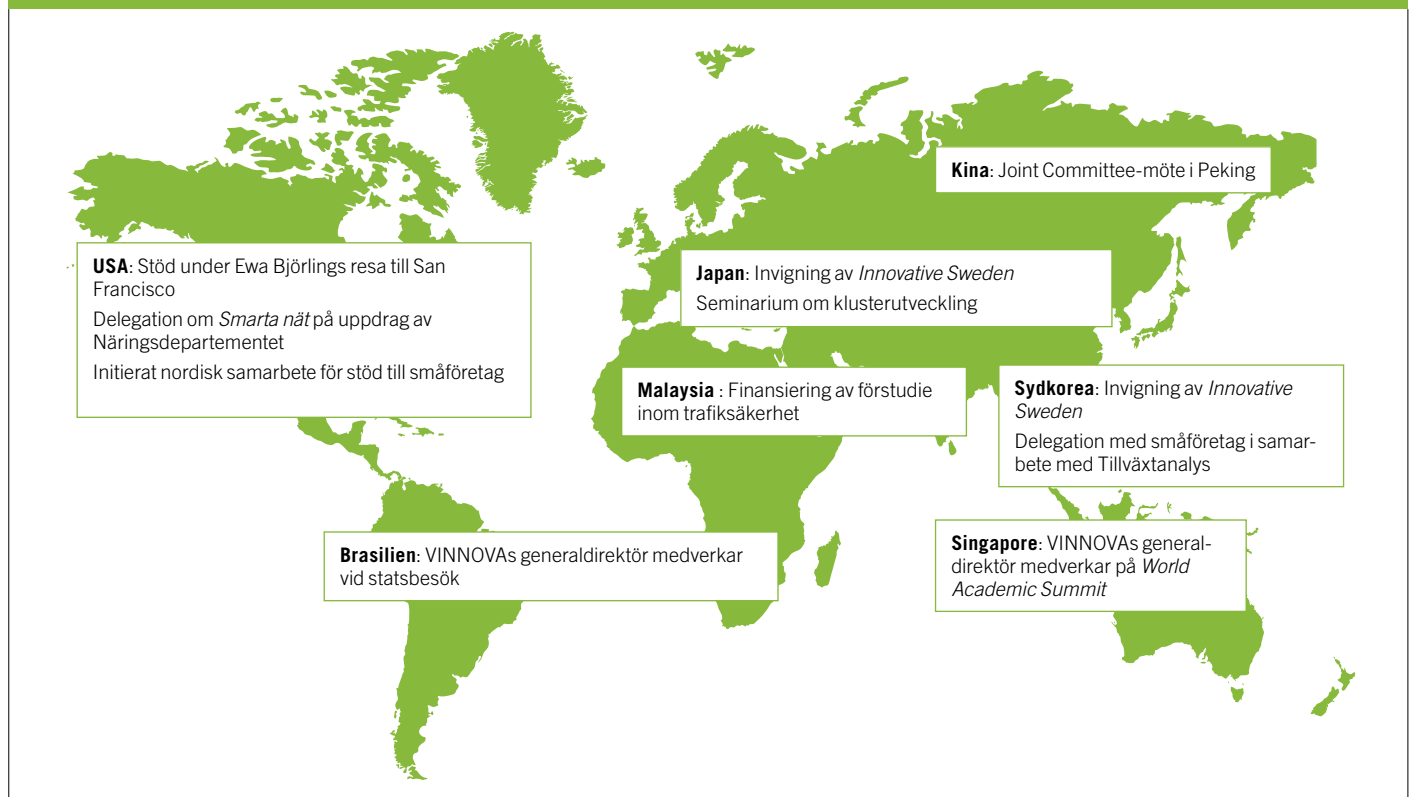 Kina: Joint Committee-möte i Peking
USA: Stöd under Ewa Björlings resa till San
Francisco
Delegation om Smarta nät på uppdrag av
Näringsdepartementet
Initierat nordisk samarbete för stöd till småföretag
Japan: Invigning av Innovative Sweden
Seminarium om klusterutveckling
Malaysia : Finansiering av förstudie
inom trafiksäkerhet
Sydkorea: Invigning av Innovative
Sweden
Delegation med småföretag i samar-
bete med Tillväxtanalys
Brasilien: VINNOVAs generaldirektör medverkar
vid statsbesök
Singapore: VINNOVAs general-
direktör medverkar på World
Academic Summit